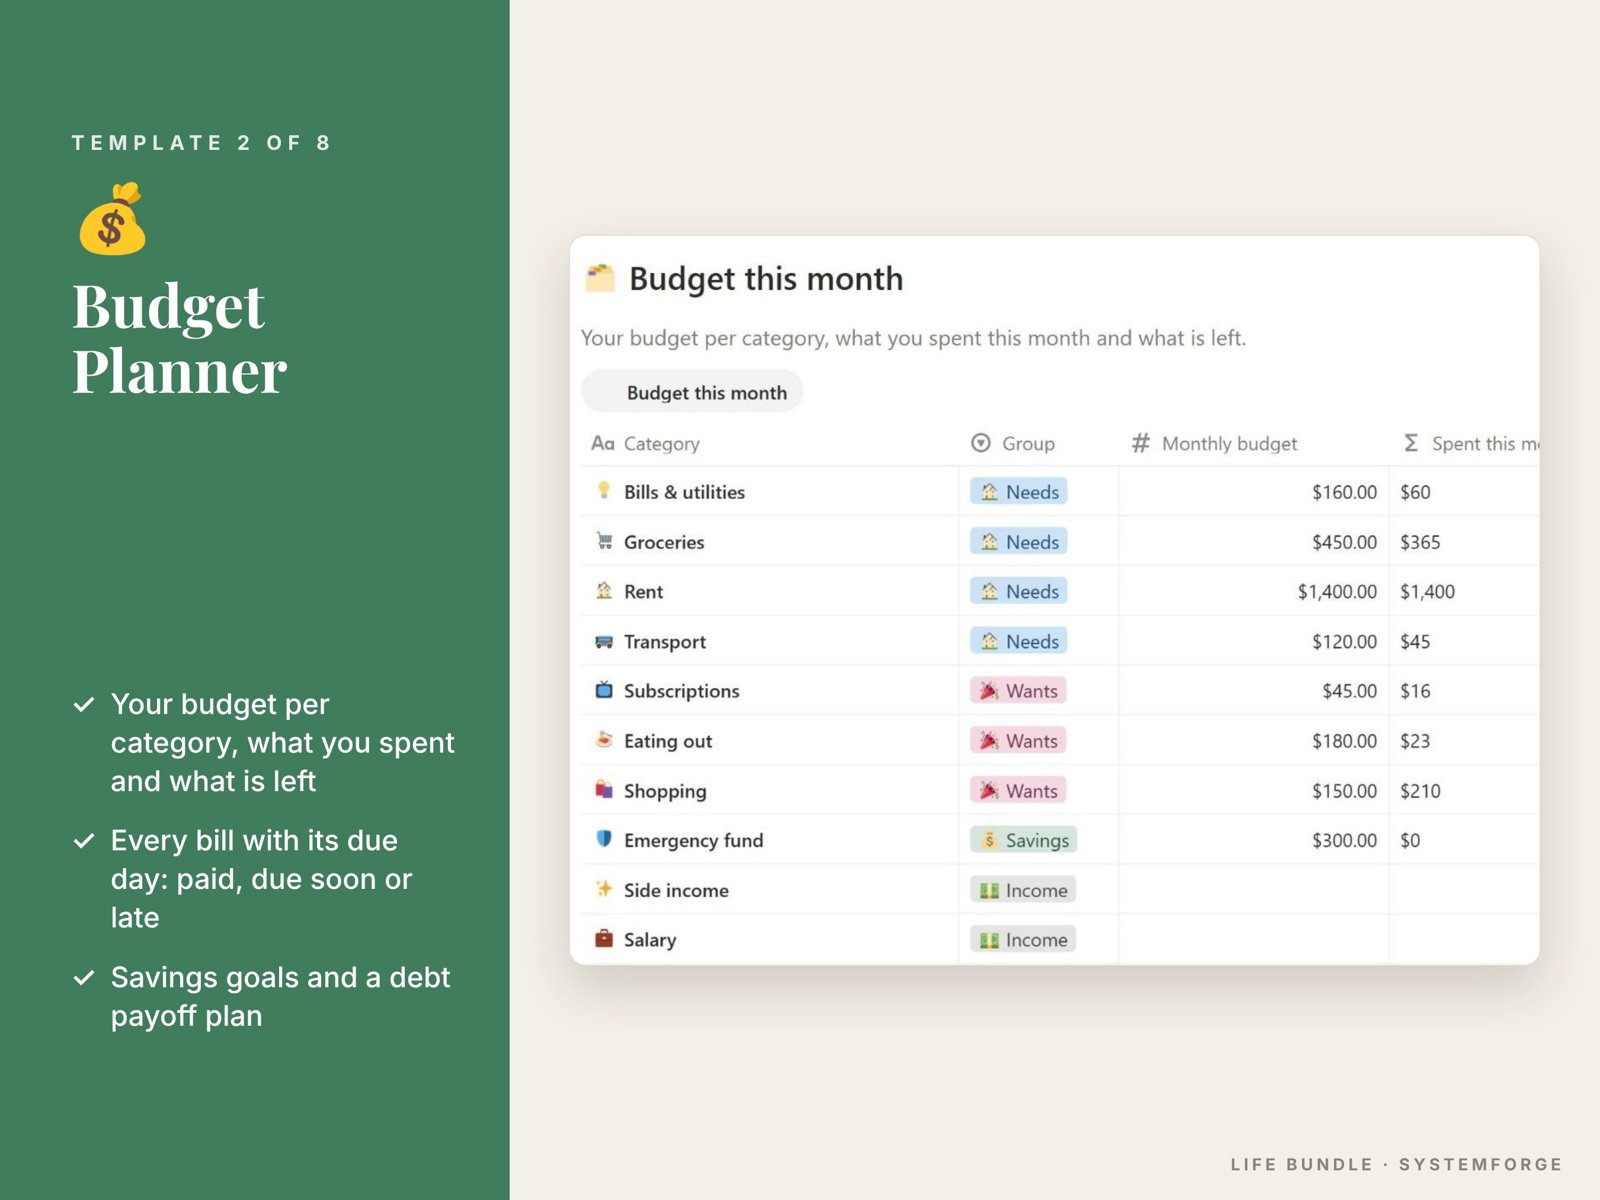 TEMPLATE 2 OF 8
Budget
Planner
Your budget per
category, what you spent
and what is left
Every bill with its due
day: paid, due soon or
late
Savings goals and a debt
payoff plan
Budget this month
Your budget per category, what you spent this month and what is left.
Budget this month
Aa Category Group # Monthly budget Σ Spent this
Bills & utilities Needs $160.00 $60
Groceries Needs $450.00 $365
Rent Needs $1,400.00 $1,400
Transport Needs $120.00 $45
Subscriptions Wants $45.00 $16
Eating out Wants $180.00 $23
Shopping Wants $150.00 $210
Emergency fund Savings $300.00 $0
Side income Income
Salary Income
LIFE BUNDLE · SYSTEMFORGE